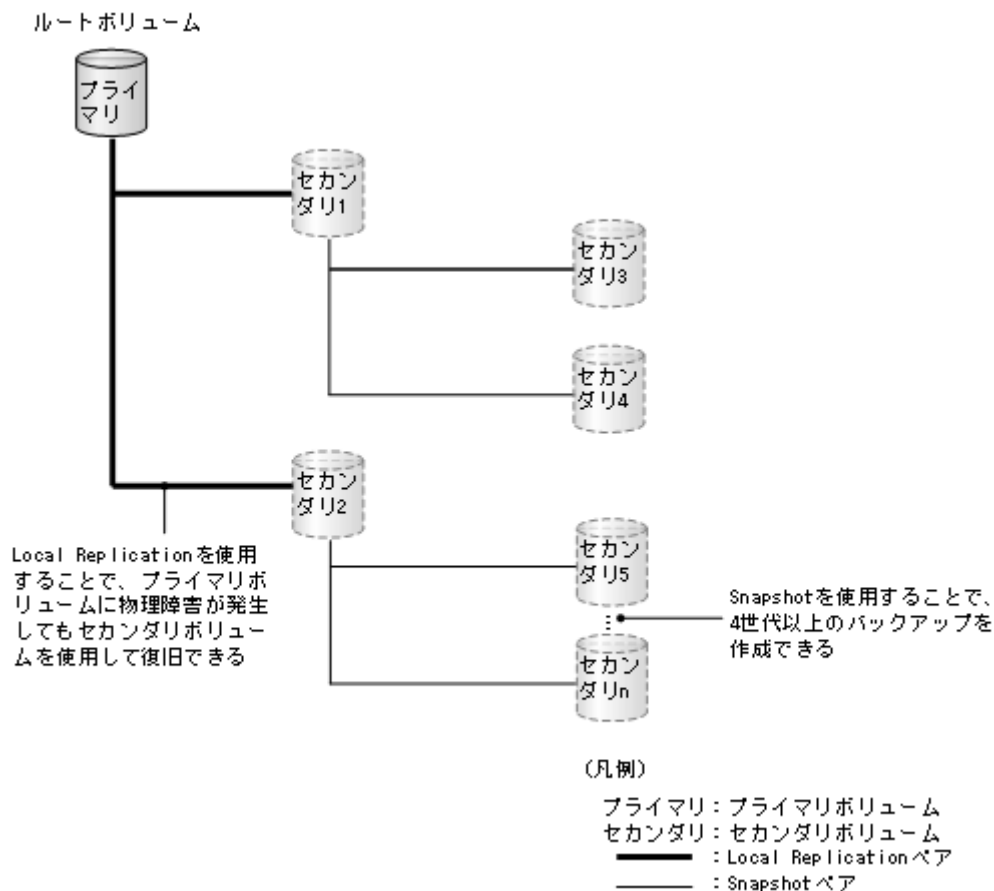 ルートボリューム
プライ
マリ
セカン
ダリ1
セカン
ダリ3
セカン
ダリ4
セカン
ダリ2
Local Replicationを使用
することで、プライマリボ
リュームに物理障害が発生
してもセカンダリボリュー
ムを使用して復旧できる
セカン
ダリ5
Snapshotを使用することで、
4世代以上のバックアップを
作成できる
セカン
ダリn
(凡例)
プライマリ：プライマリボリューム
セカンダリ：セカンダリボリューム
：Local Replicationペア
：Snapshotペア